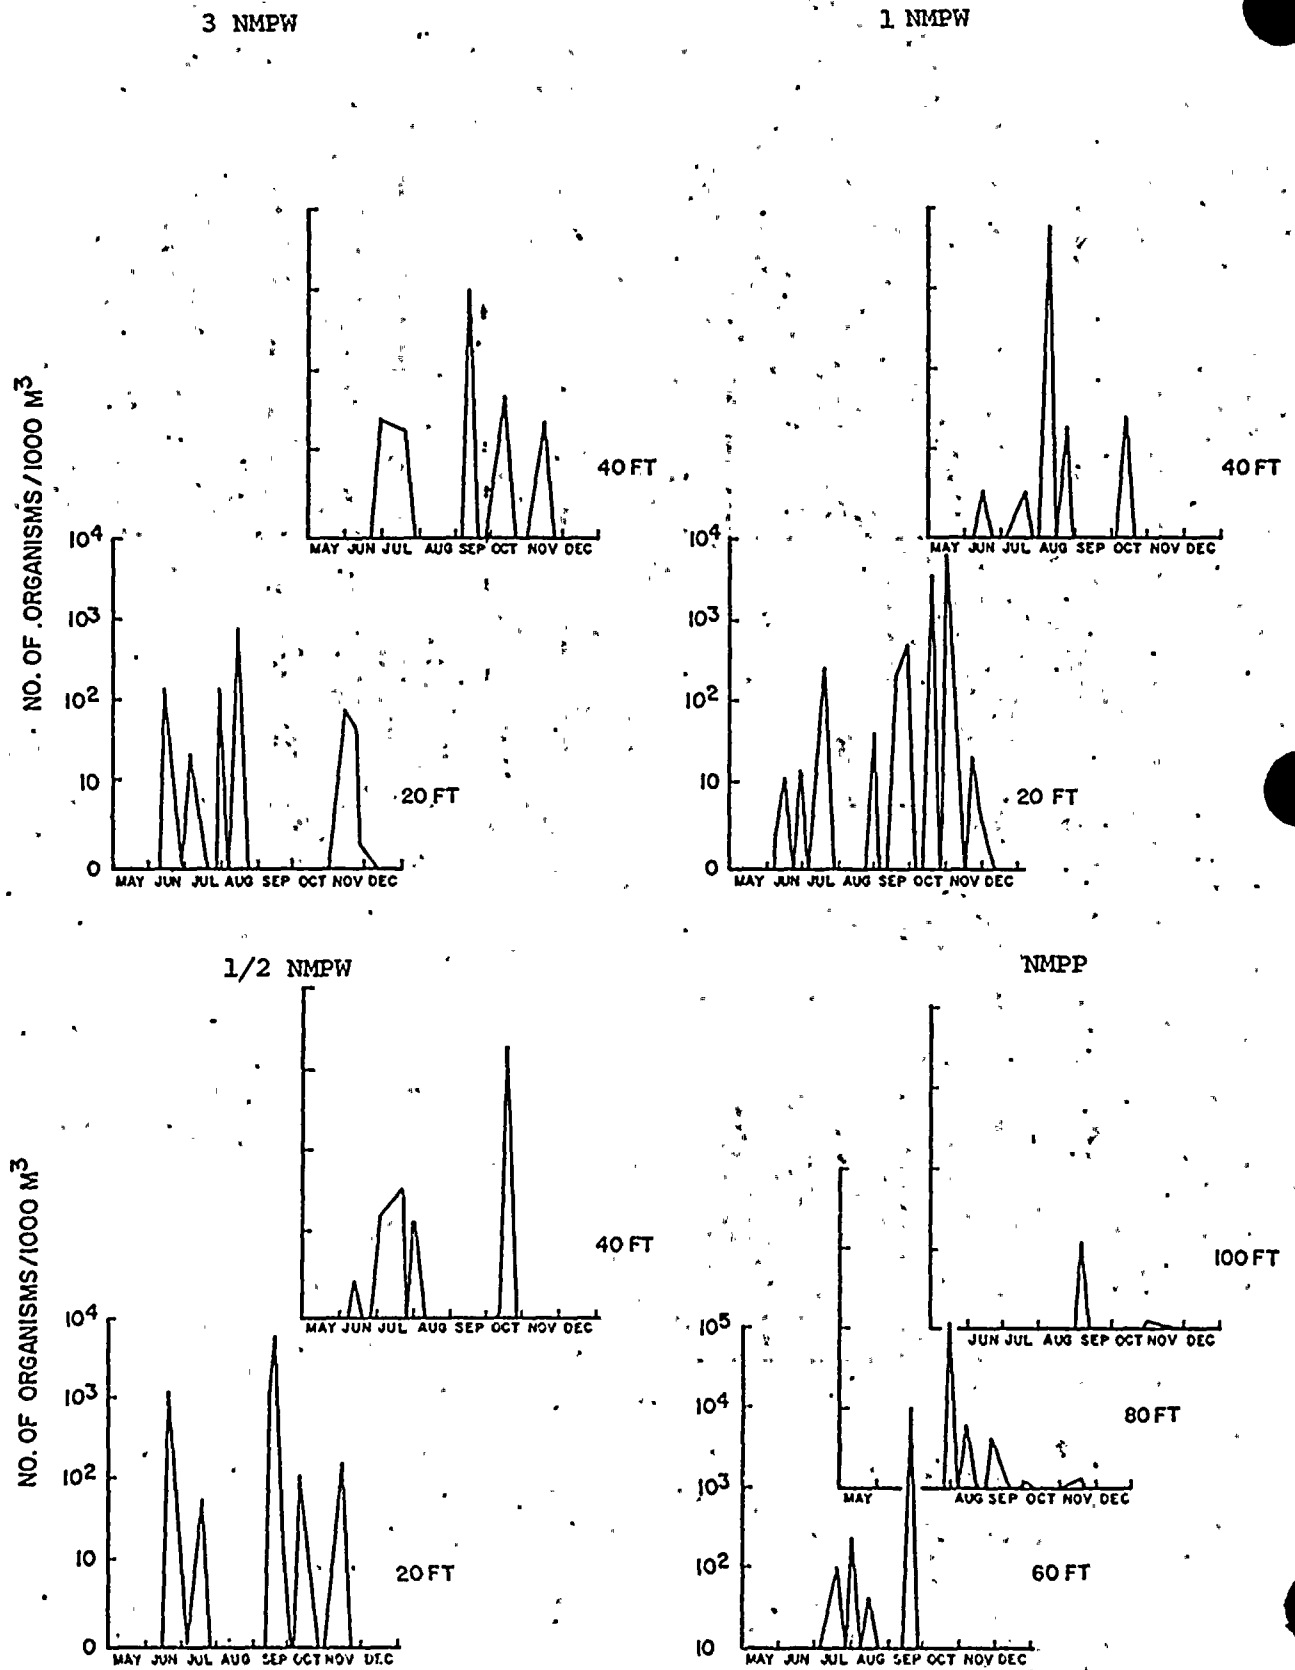 3 NMPW
1 NMPW
NO. OF ORGANISMS/1000 M³
40 FT
MAY JUN JUL AUG SEP OCT NOV DEC
10⁴
10³
10²
10
0
20 FT
MAY JUN JUL AUG SEP OCT NOV DEC
40 FT
MAY JUN JUL AUG SEP OCT NOV DEC
10⁴
10³
10²
10
0
20 FT
MAY JUN JUL AUG SEP OCT NOV DEC
1/2 NMPW
NMPP
NO. OF ORGANISMS/1000 M³
40 FT
MAY JUN JUL AUG SEP OCT NOV DEC
10⁴
10³
10²
10
0
20 FT
MAY JUN JUL AUG SEP OCT NOV DEC
100 FT
JUN JUL AUG SEP OCT NOV DEC
80 FT
MAY AUG SEP OCT NOV DEC
10⁵
10⁴
10³
10²
10
60 FT
MAY JUN JUL AUG SEP OCT NOV DEC